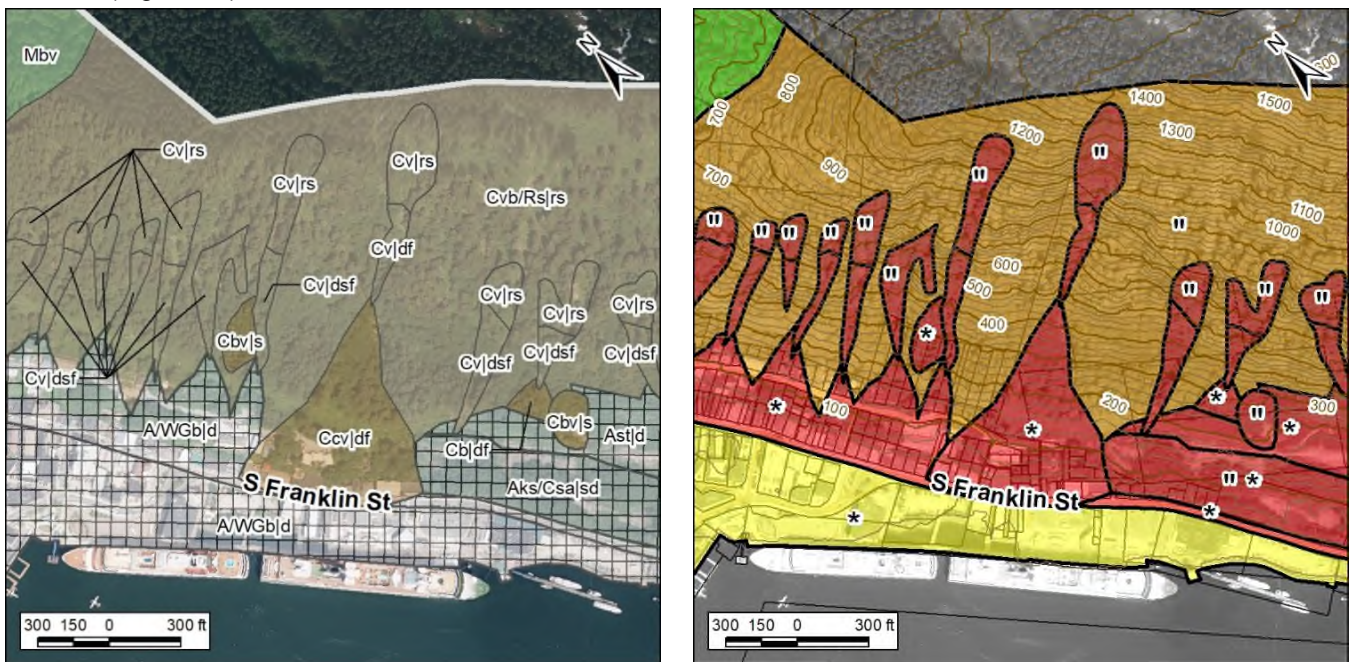 Mbv
N
Cv|rs
Cv|rs
Cv|rs
Cvb/Rs|rs
Cv|df
Cv|dsf
Cv|rs
Cv|rs
Cv|rs
Cbv|s
Cv|dsf
Cv|dsf
Cv|dsf
Cv|dsf
Cbv|s
A/WGb|d
Ccv|df
Cb|df
Ast|d
Aks/Csa|sd
S Franklin St
A/WGb|d
300 150 0 300 ft
N
600
700
800
1400
1500
1200
1300
"
"
700
900
1100
"
"
"
"
"
"
1000
600
"
500
"
"
"
400
*
100
200
300
*
*
*
"
*
" *
S Franklin St
*
*
300 150 0 300 ft